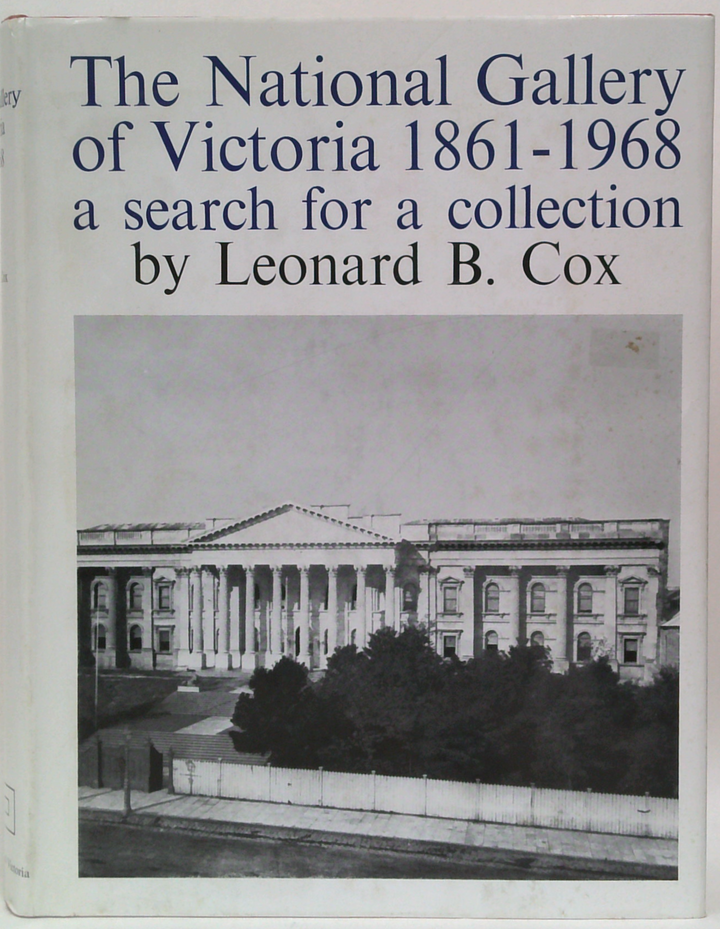 The National Gallery
of Victoria 1861-1968
a search for a collection
by Leonard B. Cox